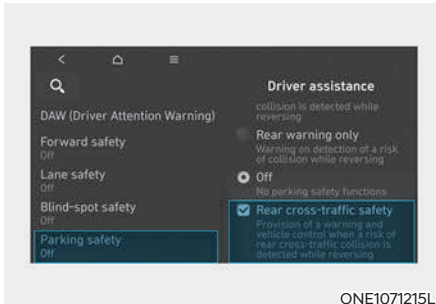 Driver assistance
DAW (Driver Attention Warning)
Forward safety
Off
Lane safety
Off
Blind-spot safety
Off
Parking safety
Off
collision is detected while
reversing
Rear warning only
Warning on detection of a risk
of collision while reversing
Off
No parking safety functions
Rear cross-traffic safety
Provision of a warning and
vehicle control when a risk of
rear cross-traffic collision is
detected while reversing
ONE1071215L